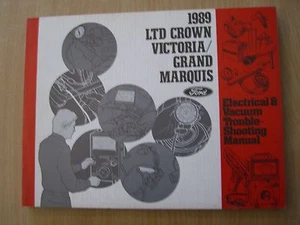 1989
LTD CROWN
VICTORIA/
GRAND
MARQUIS
Ford
Electrical &
Vacuum
Trouble-
Shooting
Manual